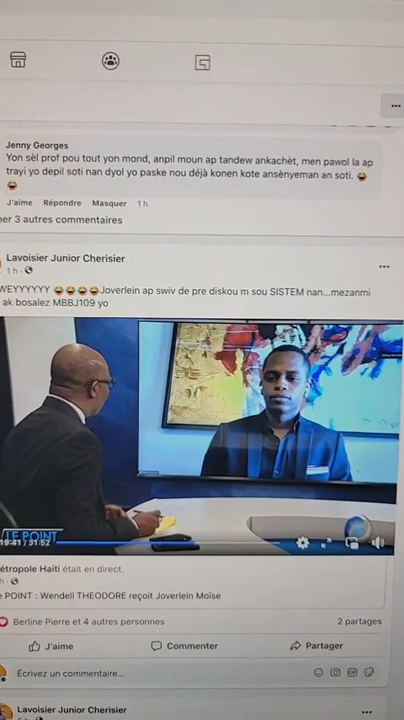 Jenny Georges
Yon sèl prof pou tout yon mond, anpil moun ap tandew ankachèt, men pawol la ap
trayi yo depil soti nan dyol yo paske nou déjà konen kote ansènyeman an soti. 😂
😂
J'aime Répondre Masquer 1 h
er 3 autres commentaires
Lavoisier Junior Cherisier
1 h ·
WEYYYYYY 😂😂😂😂Joverlein ap swiv de pre diskou m sou SISTEM nan...mezanmi
ak bosalez MBBJ109 yo
LE POINT
19:41 / 31:52
étropole Haiti était en direct.
h ·
POINT : Wendell THEODORE reçoit Joverlein Moïse
Berline Pierre et 4 autres personnes 2 partages
J'aime Commenter Partager
Écrivez un commentaire...
Lavoisier Junior Cherisier